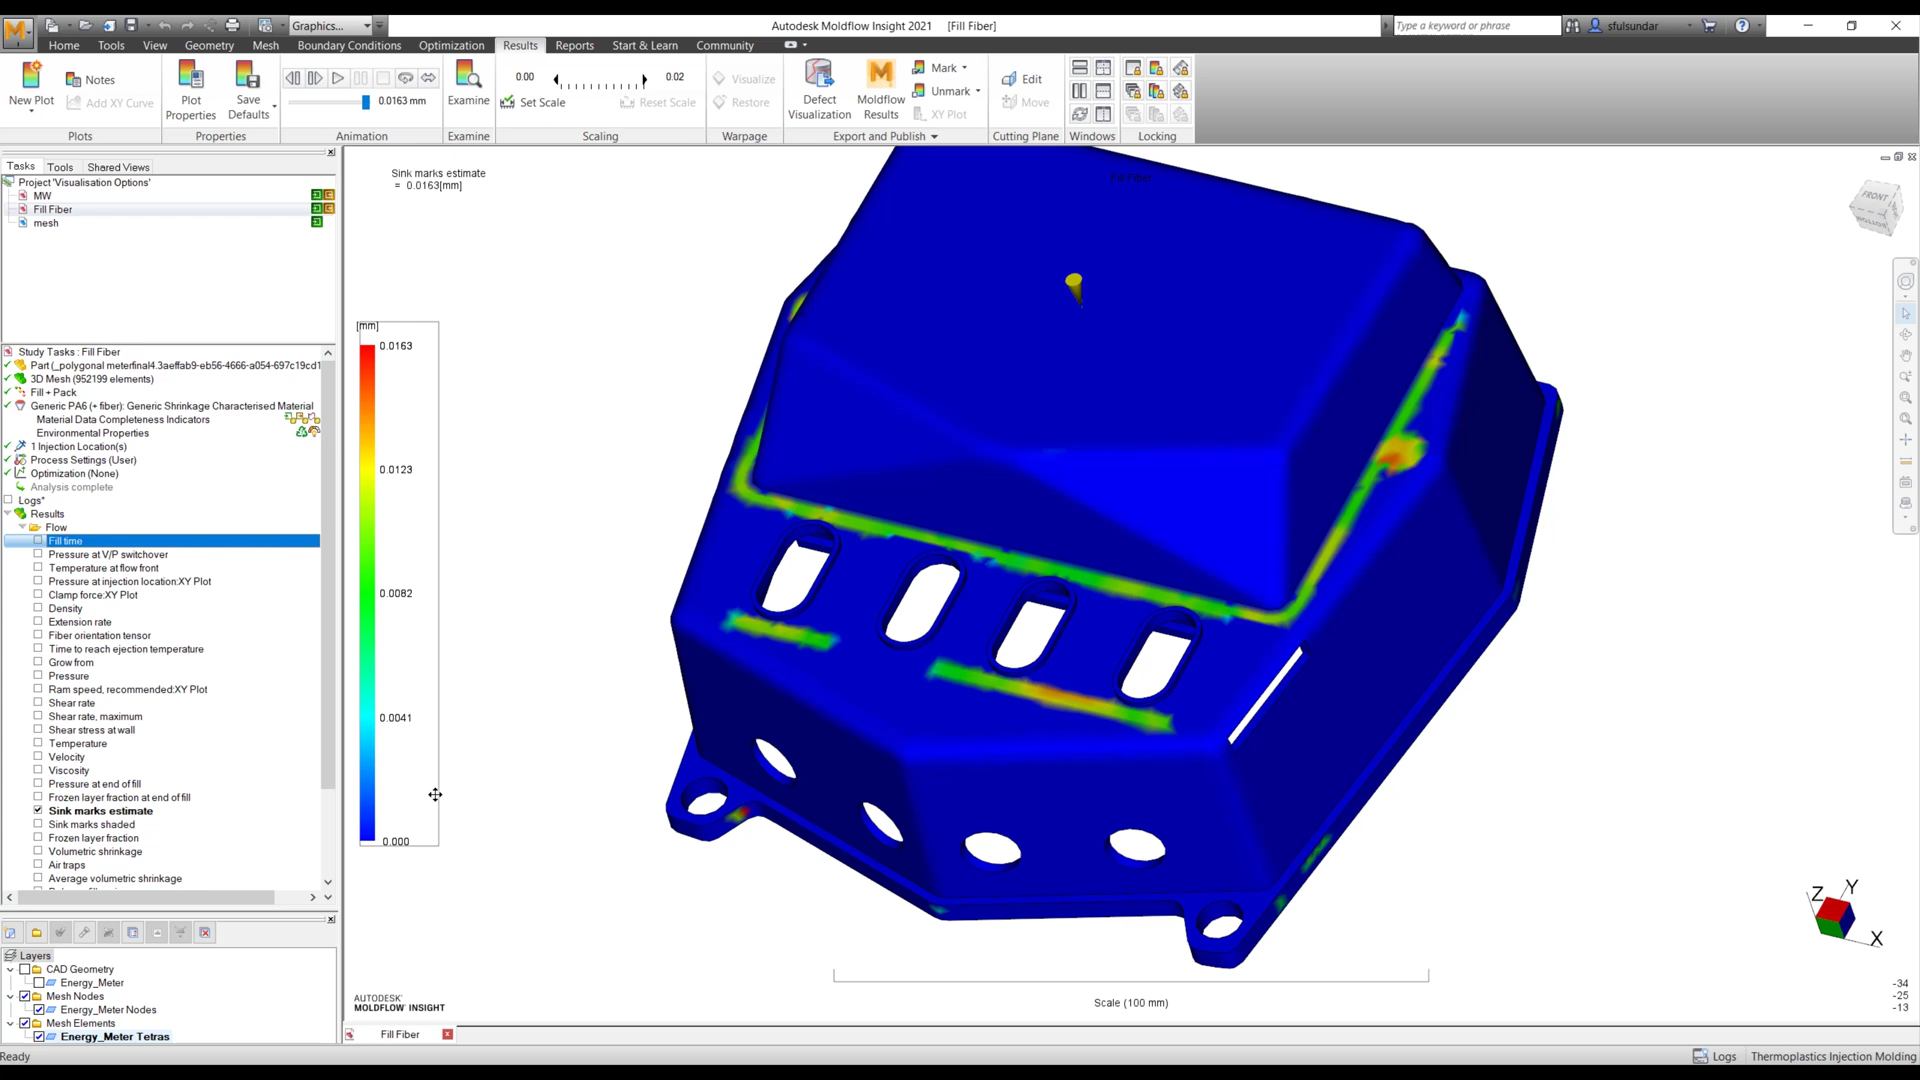 Graphics...
Autodesk Moldflow Insight 2021 [Fill Fiber]
Type a keyword or phrase
sfulsundar
Home Tools View Geometry Mesh Boundary Conditions Optimization Results Reports Start & Learn Community
New Plot
Notes
Add XY Curve
Plot Properties
Save Defaults
0.0163 mm
Examine
0.00
0.02
Set Scale
Reset Scale
Visualize
Restore
Defect Visualization
Moldflow Results
Mark
Unmark
XY Plot
Edit
Move
Plots Properties Animation Examine Scaling Warpage Export and Publish Cutting Plane Windows Locking
Tasks Tools Shared Views
Project 'Visualisation Options'
MW
Fill Fiber
mesh
Study Tasks : Fill Fiber
Part (_polygonal meterfinal4.3aeffab9-eb56-4666-a054-697c19cd1
3D Mesh (952199 elements)
Fill + Pack
Generic PA6 (+ fiber): Generic Shrinkage Characterised Material
Material Data Completeness Indicators
Environmental Properties
1 Injection Location(s)
Process Settings (User)
Optimization (None)
Analysis complete
Logs*
Results
Flow
Fill time
Pressure at V/P switchover
Temperature at flow front
Pressure at injection location:XY Plot
Clamp force:XY Plot
Density
Extension rate
Fiber orientation tensor
Time to reach ejection temperature
Grow from
Pressure
Ram speed, recommended:XY Plot
Shear rate
Shear rate, maximum
Shear stress at wall
Temperature
Velocity
Viscosity
Pressure at end of fill
Frozen layer fraction at end of fill
Sink marks estimate
Sink marks shaded
Frozen layer fraction
Volumetric shrinkage
Air traps
Average volumetric shrinkage
Layers
CAD Geometry
Energy_Meter
Mesh Nodes
Energy_Meter Nodes
Mesh Elements
Energy_Meter Tetras
Sink marks estimate
= 0.0163[mm]
Fill Fiber
[mm]
0.0163
0.0123
0.0082
0.0041
0.000
FRONT
Z
Y
X
-34
-25
-13
AUTODESK'
MOLDFLOW INSIGHT
Scale (100 mm)
Fill Fiber
Ready
Logs
Thermoplastics Injection Molding